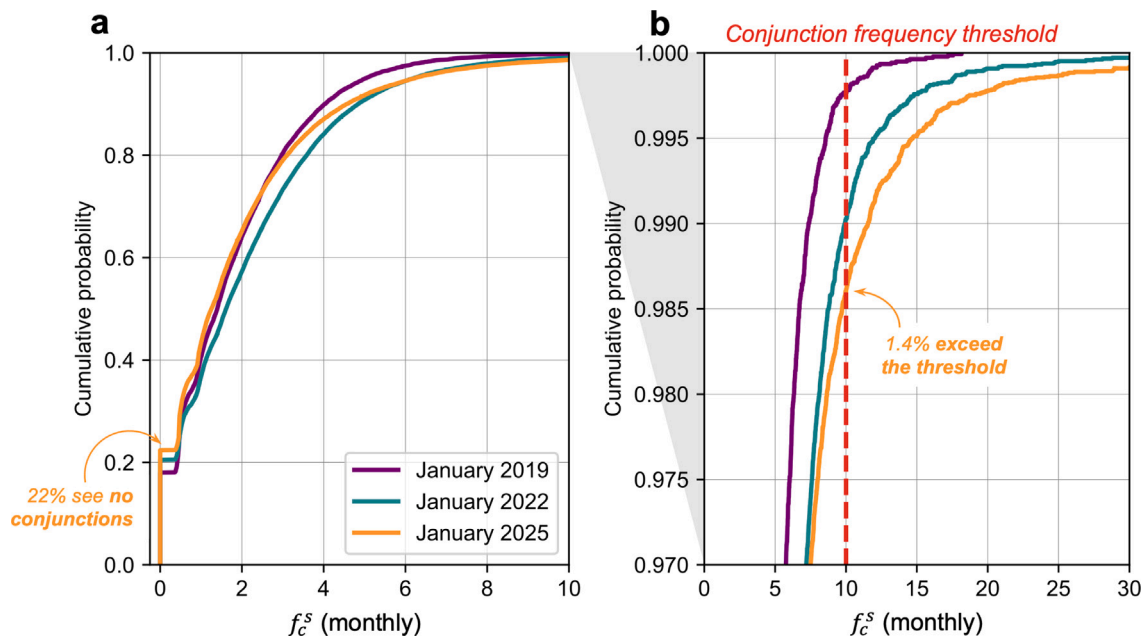 a
1.0
0.8
0.6
0.4
0.2
0.0
Cumulative probability
22% see no
conjunctions
January 2019
January 2022
January 2025
0 2 4 6 8 10
f_c^s (monthly)
b
Conjunction frequency threshold
1.000
0.995
0.990
0.985
0.980
0.975
0.970
Cumulative probability
1.4% exceed
the threshold
0 5 10 15 20 25 30
f_c^s (monthly)